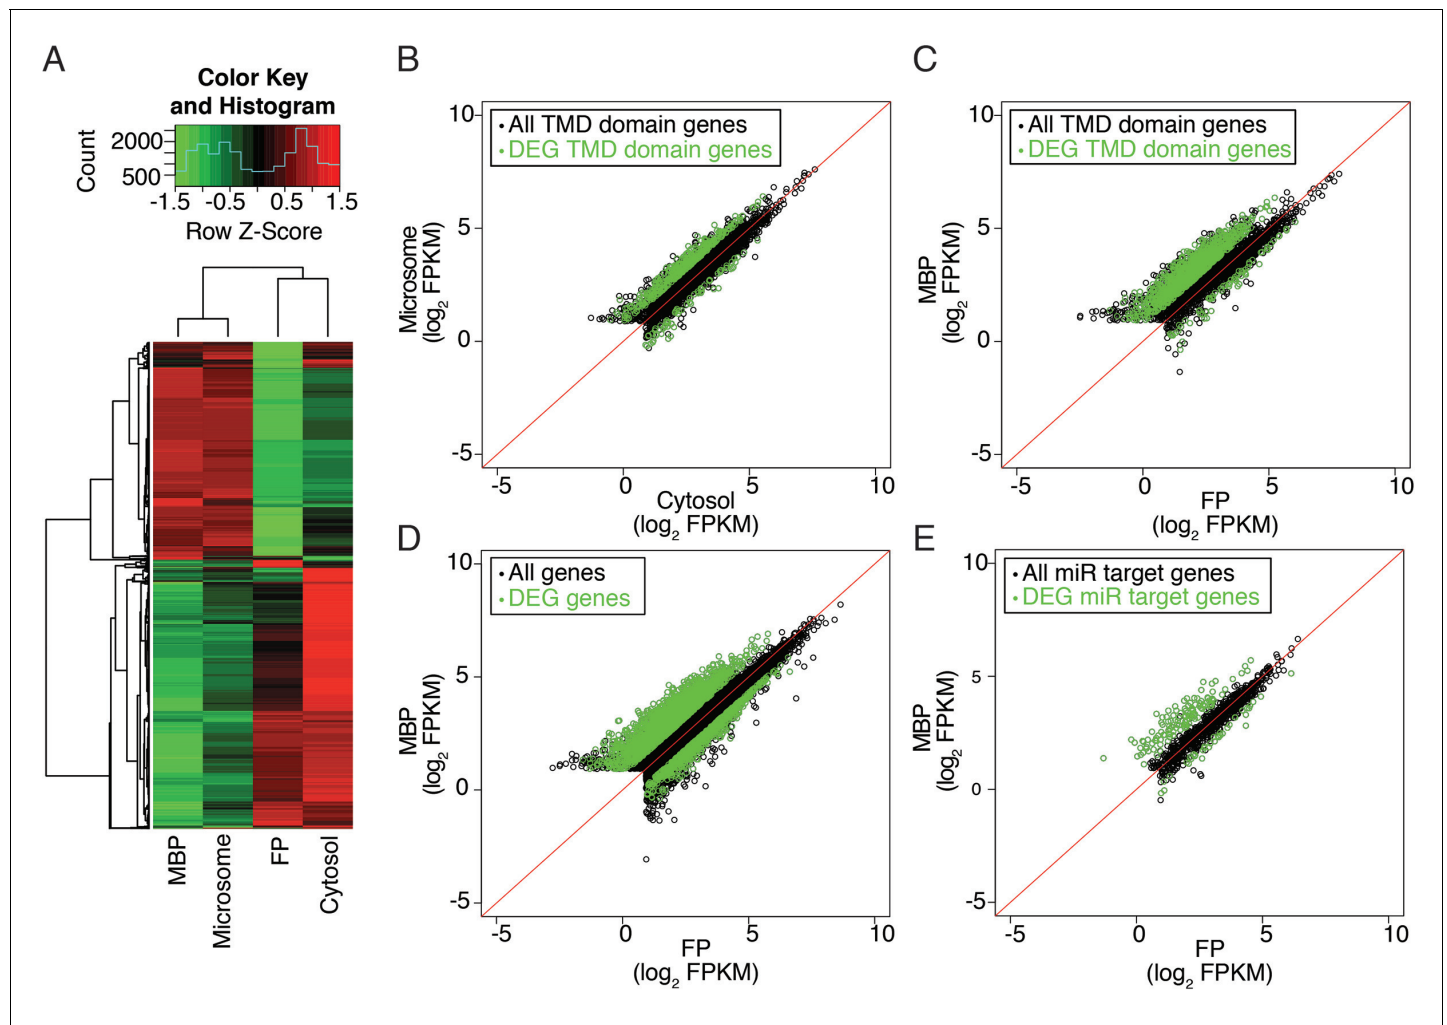 A
Color Key
and Histogram
Count
2000
500
-1.5 -0.5 0.5 1.5
Row Z-Score
MBP
Microsome
FP
Cytosol
B
All TMD domain genes
DEG TMD domain genes
Microsome
(log2 FPKM)
10
5
0
-5
-5 0 5 10
Cytosol
(log2 FPKM)
C
All TMD domain genes
DEG TMD domain genes
MBP
(log2 FPKM)
10
5
0
-5
-5 0 5 10
FP
(log2 FPKM)
D
All genes
DEG genes
MBP
(log2 FPKM)
10
5
0
-5
-5 0 5 10
FP
(log2 FPKM)
E
All miR target genes
DEG miR target genes
MBP
(log2 FPKM)
10
5
0
-5
-5 0 5 10
FP
(log2 FPKM)